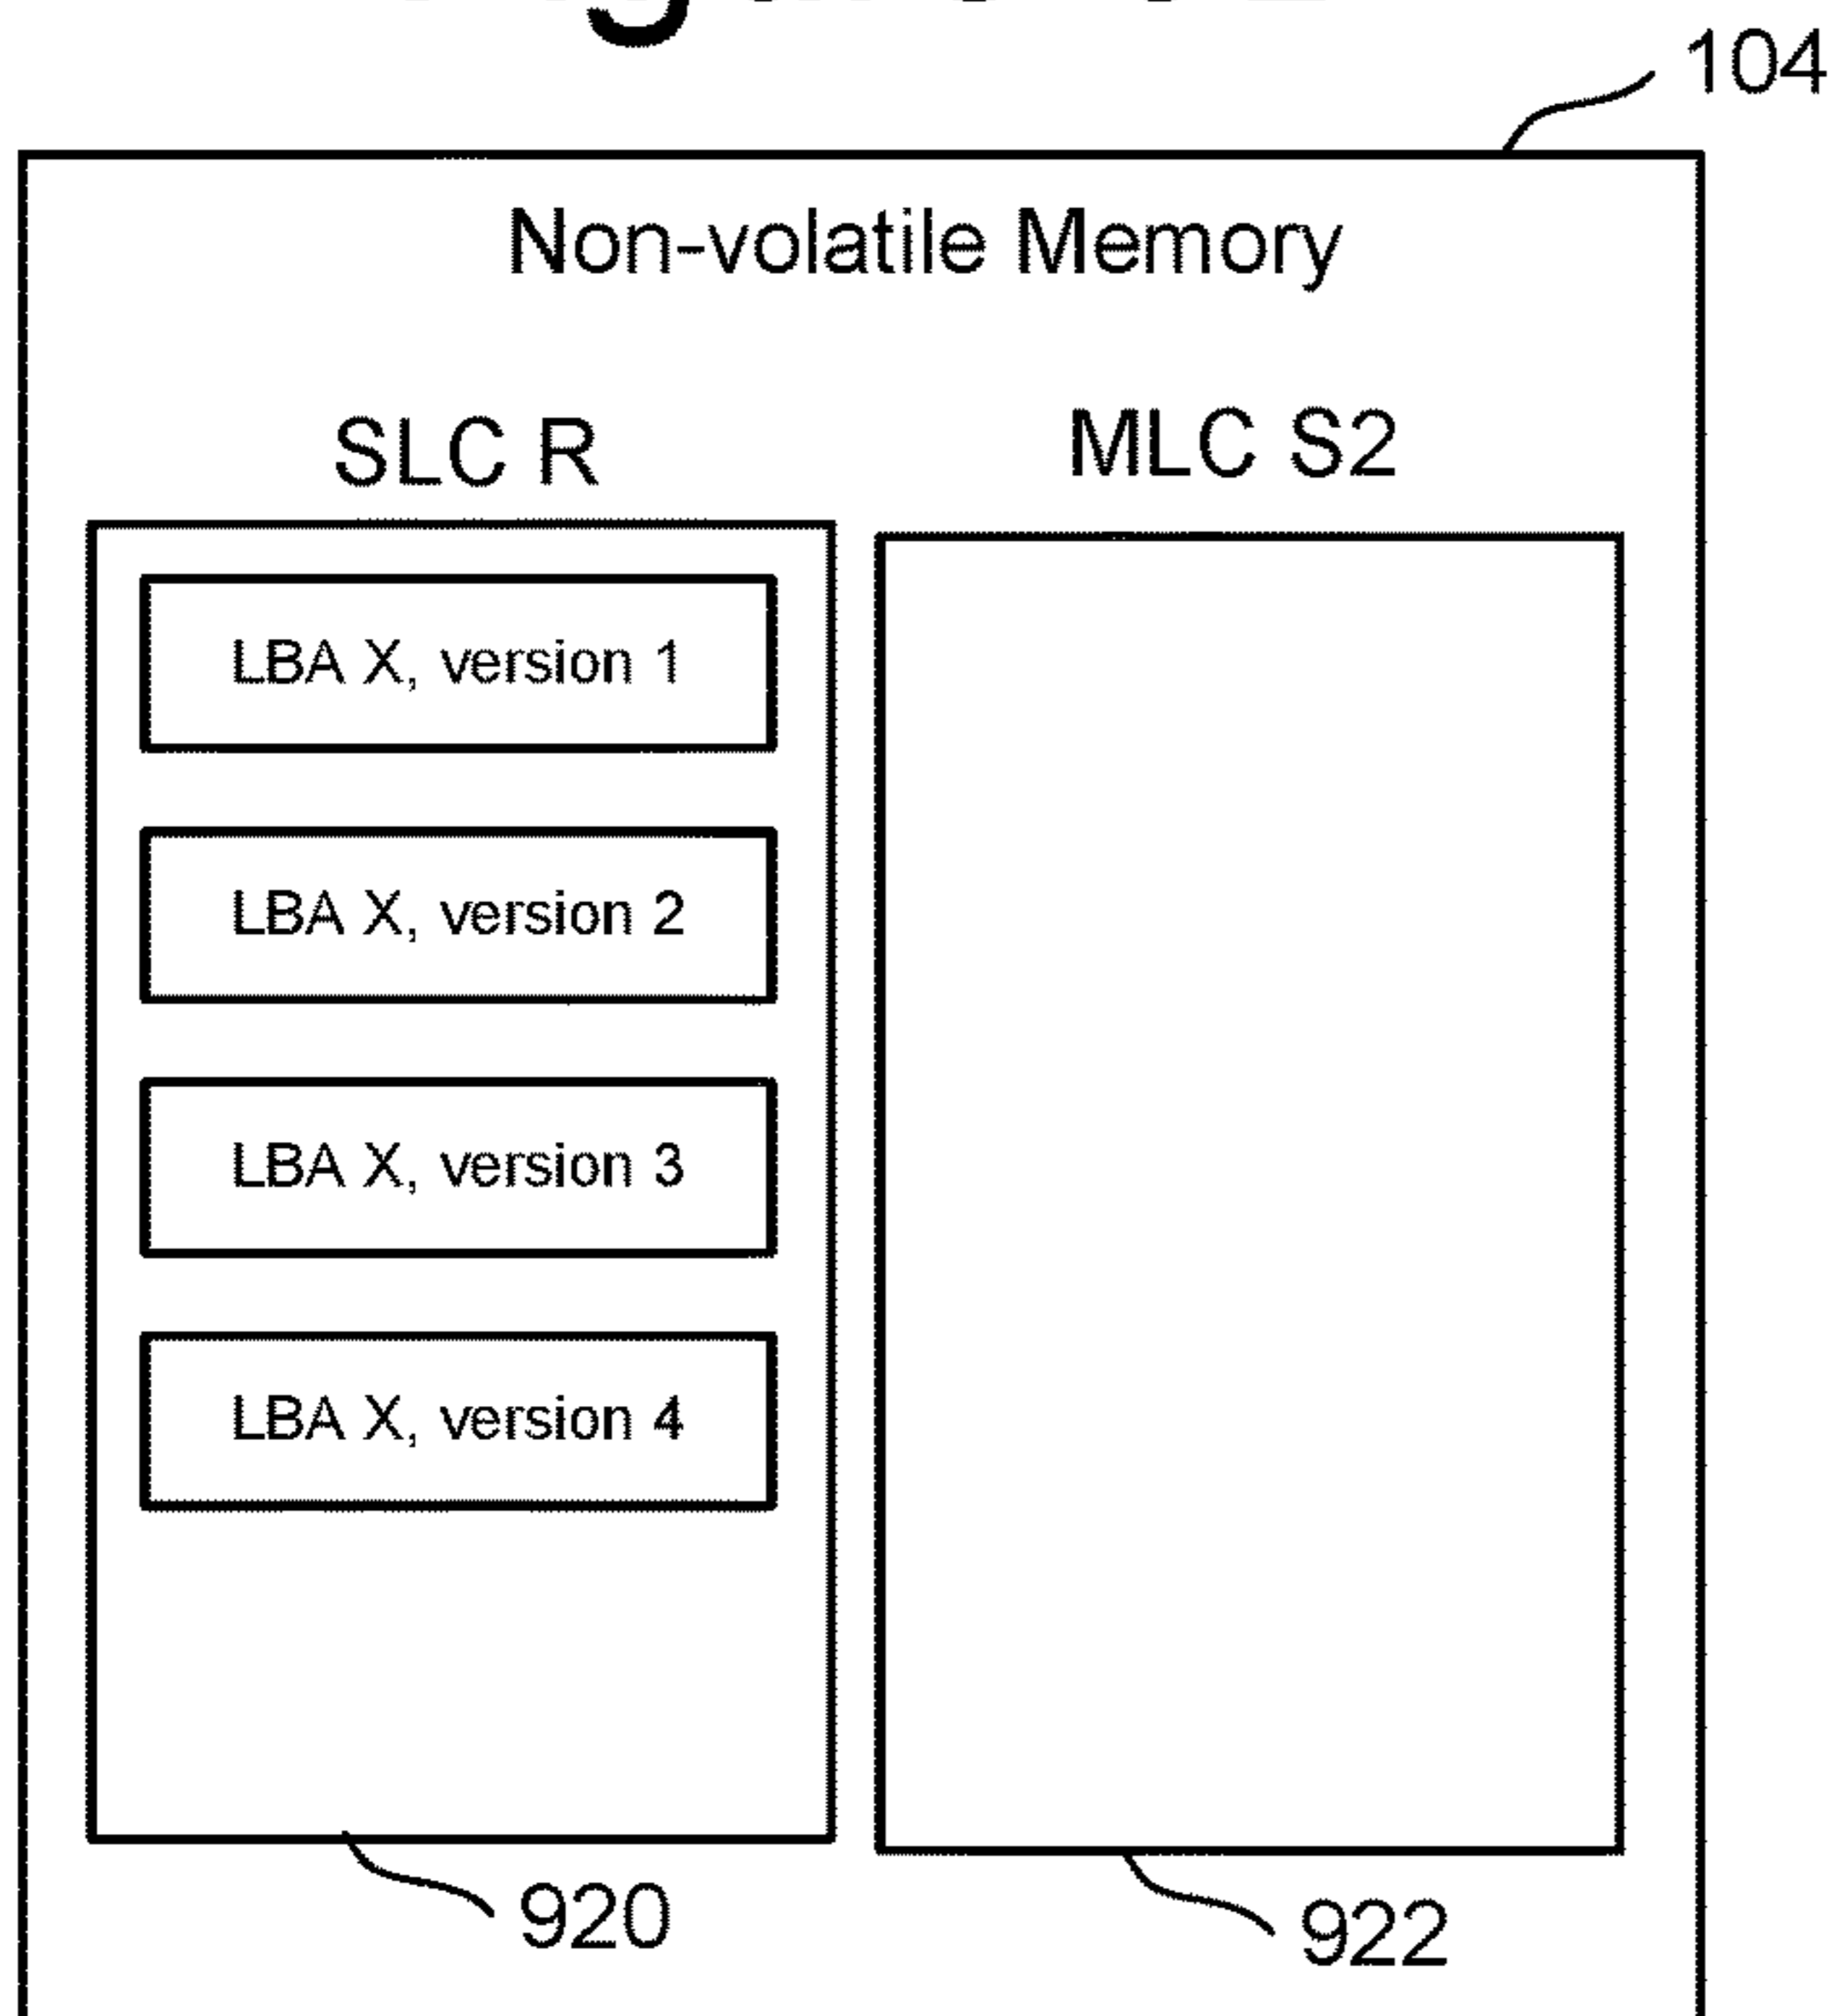 104
Non-volatile Memory
SLC R
MLC S2
LBA X, version 1
LBA X, version 2
LBA X, version 3
LBA X, version 4
920
922